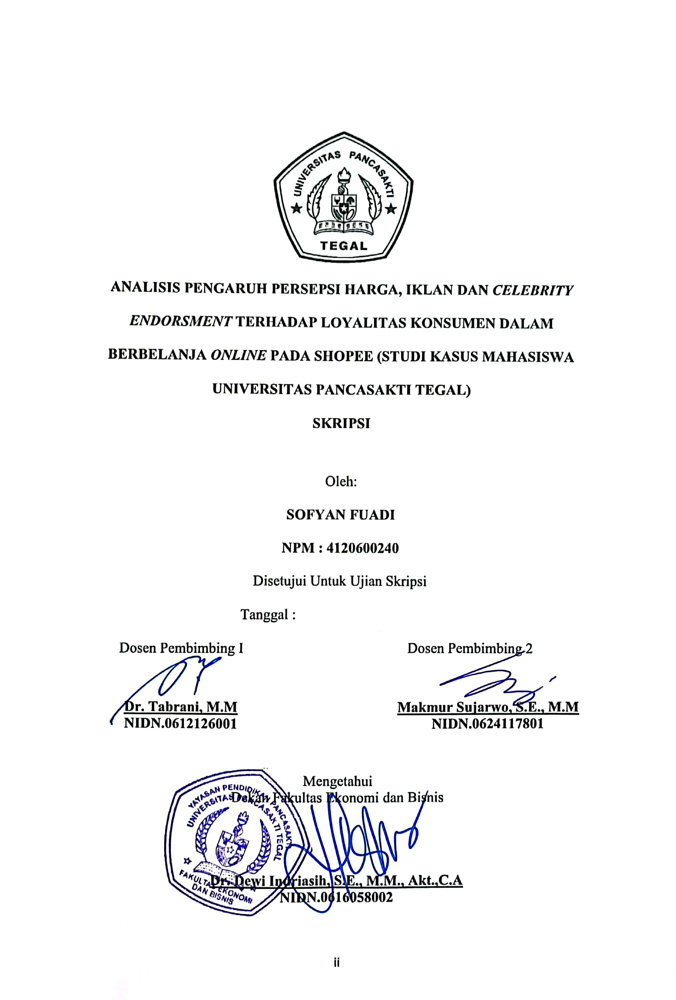 UNIVERSITAS PANCASAKTI
TEGAL
ANALISIS PENGARUH PERSEPSI HARGA, IKLAN DAN CELEBRITY
ENDORSMENT TERHADAP LOYALITAS KONSUMEN DALAM
BERBELANJA ONLINE PADA SHOPEE (STUDI KASUS MAHASISWA
UNIVERSITAS PANCASAKTI TEGAL)
SKRIPSI
Oleh:
SOFYAN FUADI
NPM : 4120600240
Disetujui Untuk Ujian Skripsi
Tanggal :
Dosen Pembimbing I
Dosen Pembimbing 2
Dr. Tabrani, M.M
NIDN.0612126001
Makmur Sujarwo, S.E., M.M
NIDN.0624117801
Mengetahui
Dekan Fakultas Ekonomi dan Bisnis
YAYASAN PENDIDIKAN PANCASAKTI
UNIVERSITAS PANCASAKTI TEGAL
FAKULTAS EKONOMI
DAN BISNIS
Dr. Dewi Indriasih, S.E., M.M., Akt.,C.A
NIDN.0616058002
ii